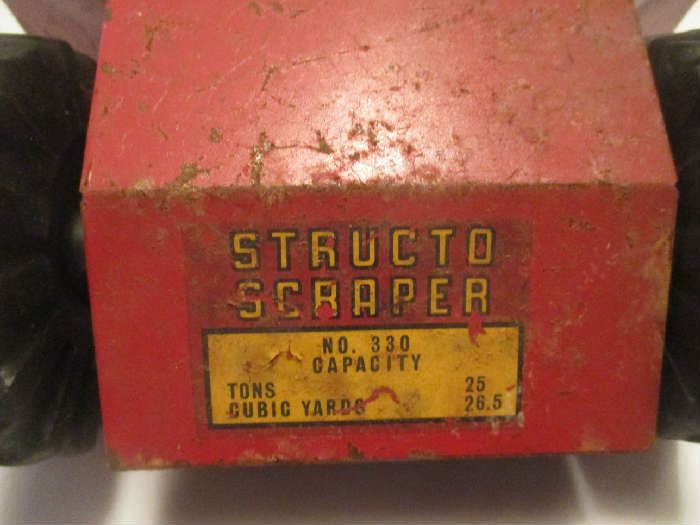 STRUCTO
SCRAPER
NO. 330
CAPACITY
TONS 25
CUBIC YARDS 26.5